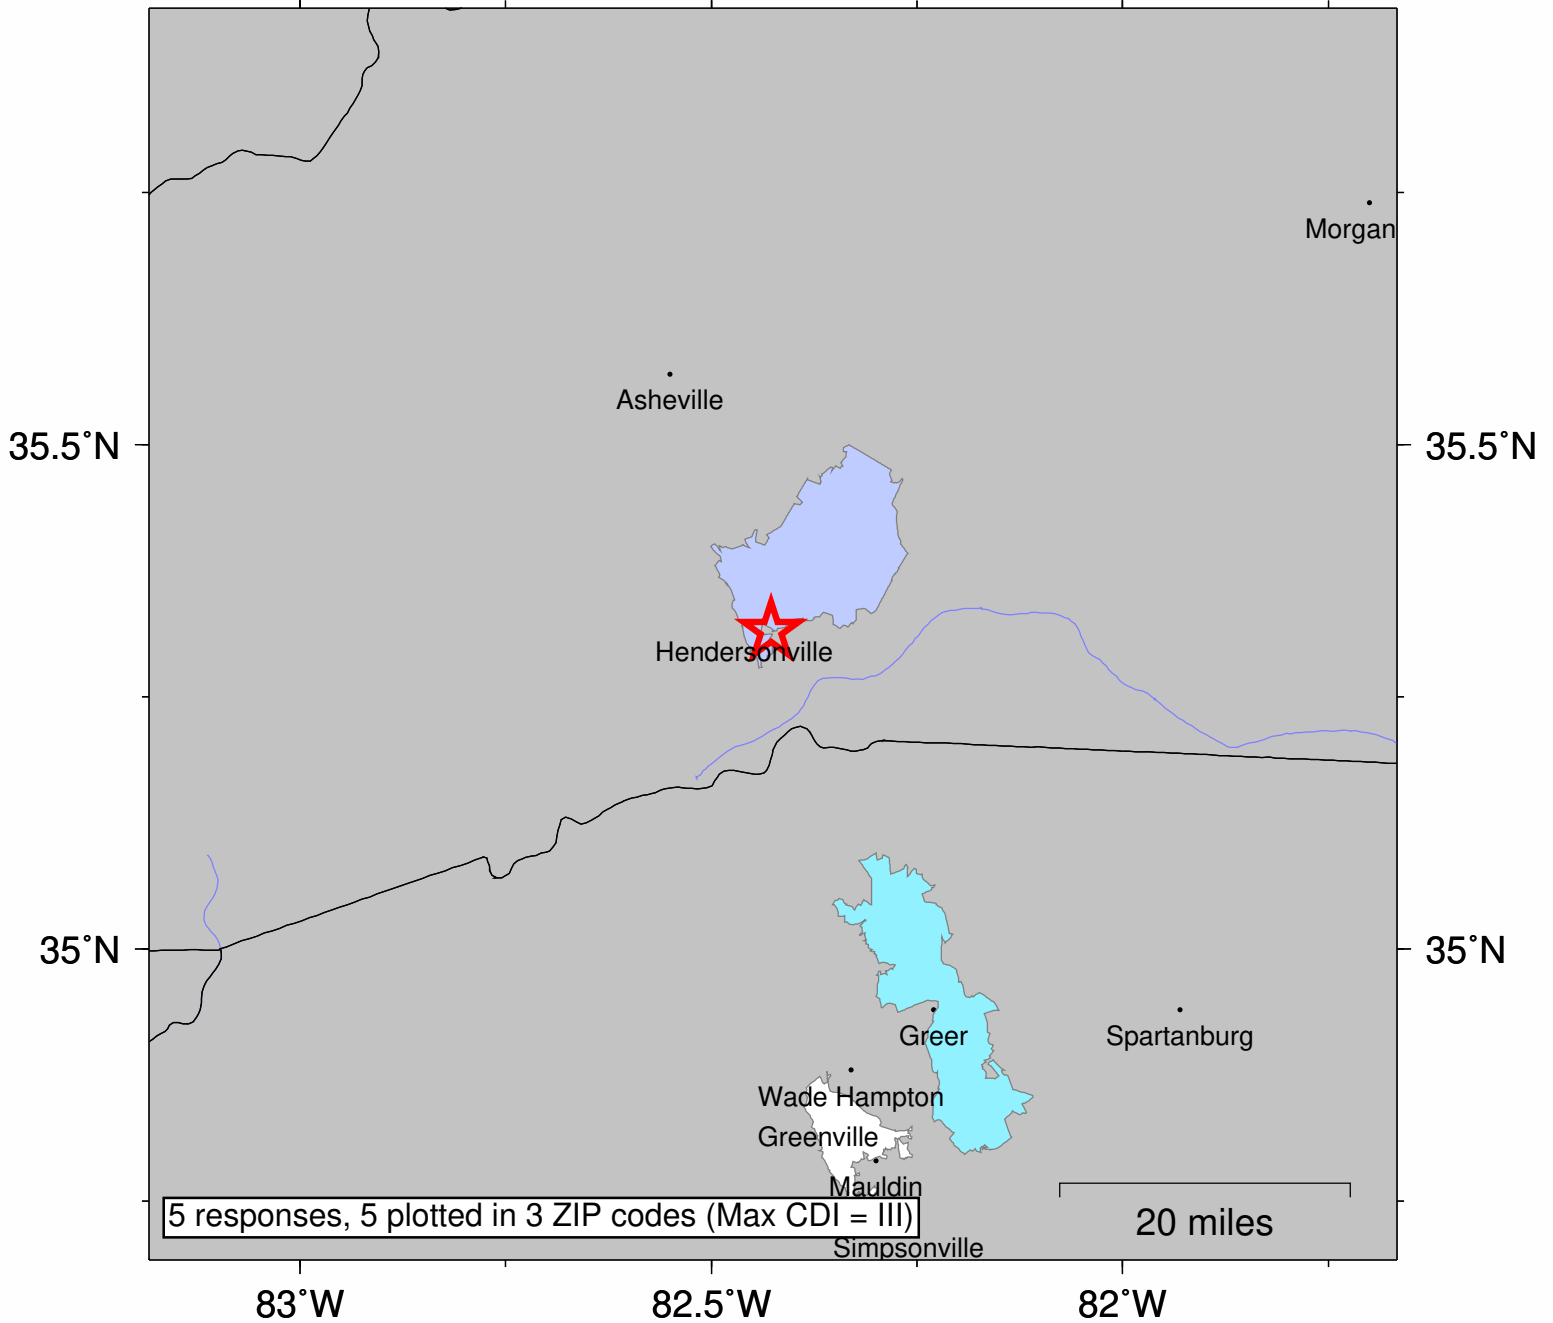 Morgan
Asheville
35.5˚N
35.5˚N
Hendersonville
35˚N
35˚N
Greer
Spartanburg
Wade Hampton
Greenville
Mauldin
5 responses, 5 plotted in 3 ZIP codes (Max CDI = III)
20 miles
Simpsonville
83˚W
82.5˚W
82˚W